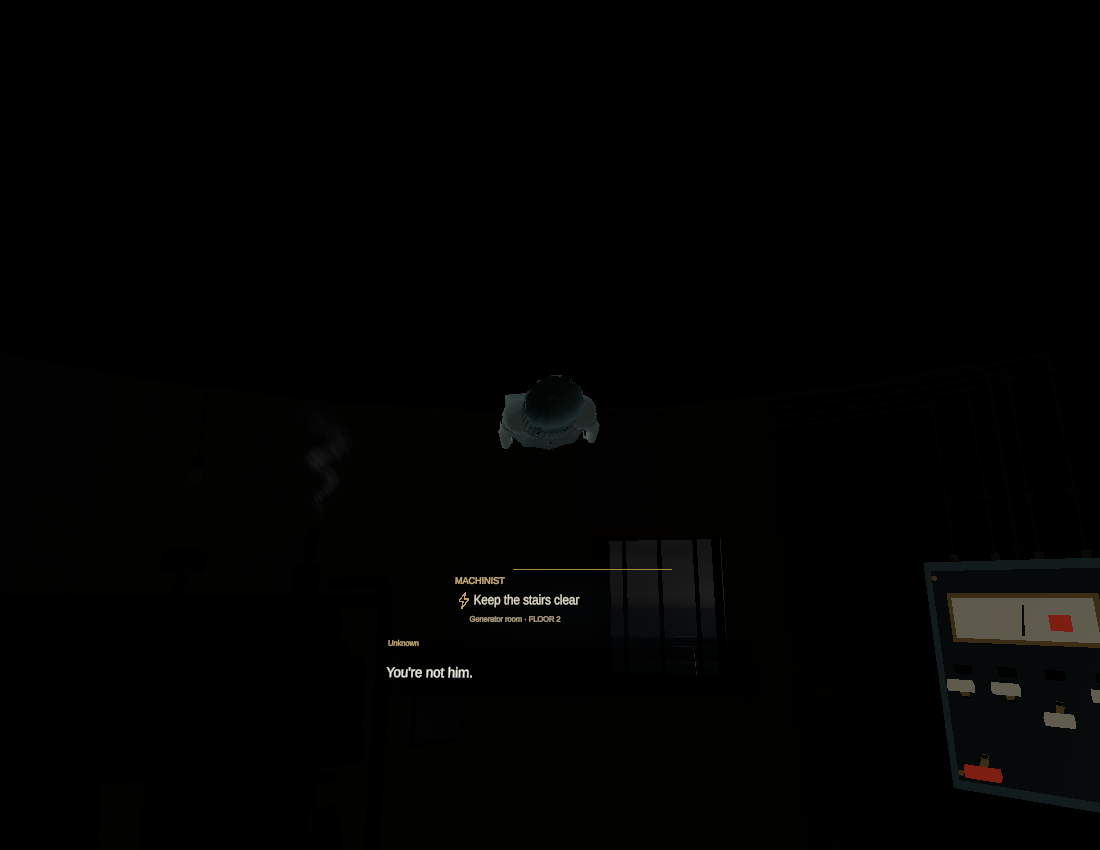 MACHINIST
Keep the stairs clear
Generator room · FLOOR 2
Unknown
You're not him.